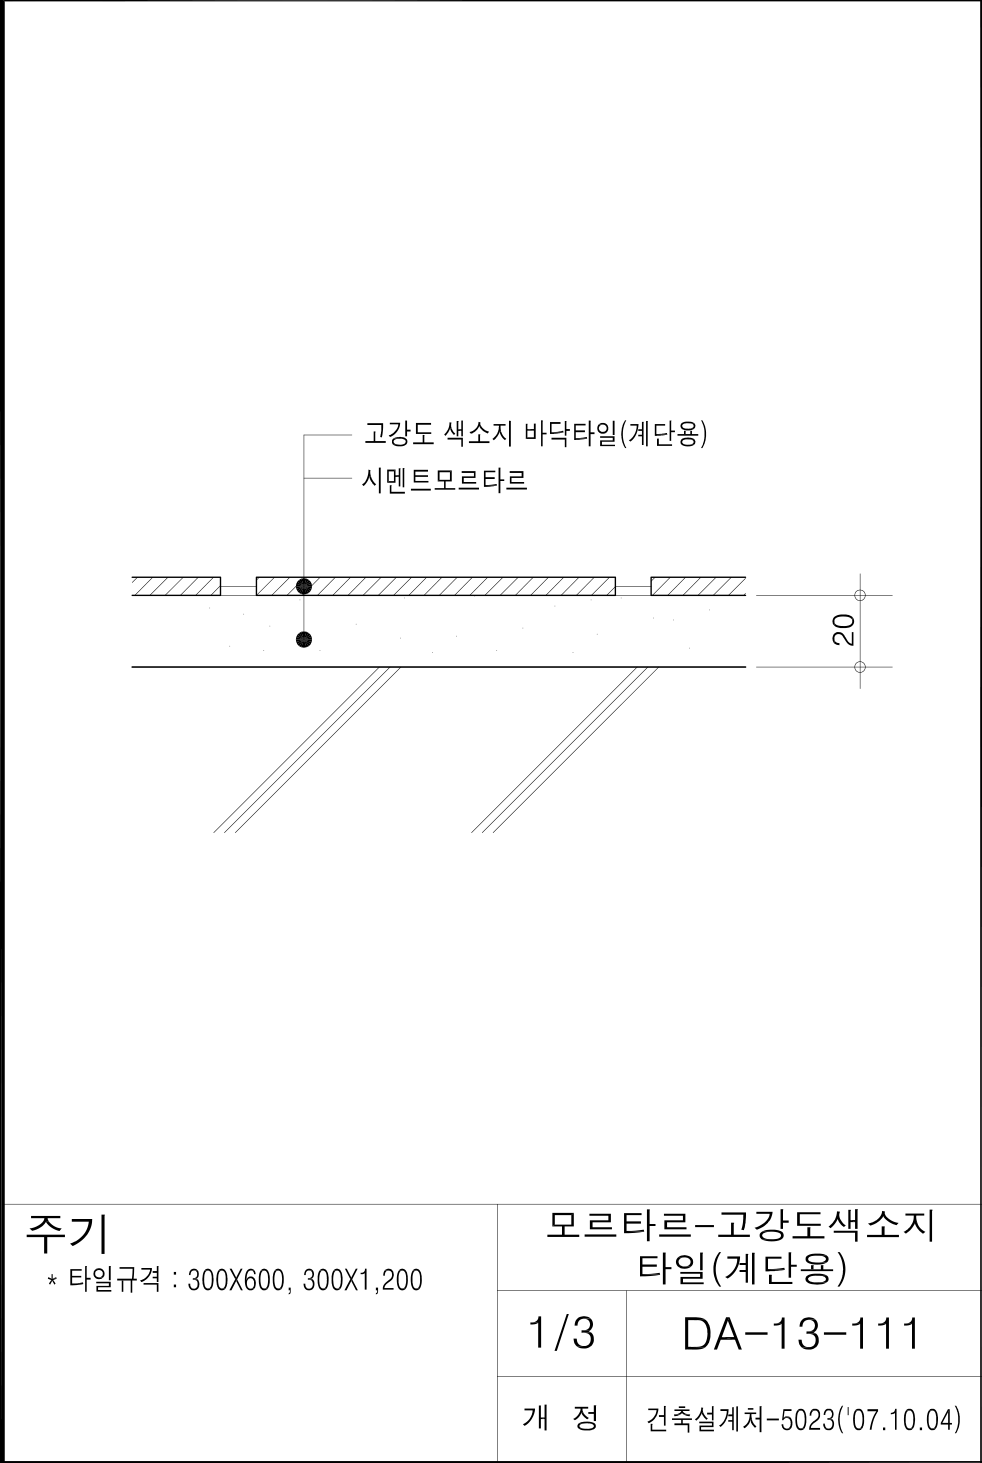 고강도 색소지 바닥타일(계단용)
시멘트모르타르
20
주기
* 타일규격 : 300X600, 300X1,200
모르타르-고강도색소지
타일(계단용)
1/3
DA-13-111
개 정
건축설계처-5023('07.10.04)